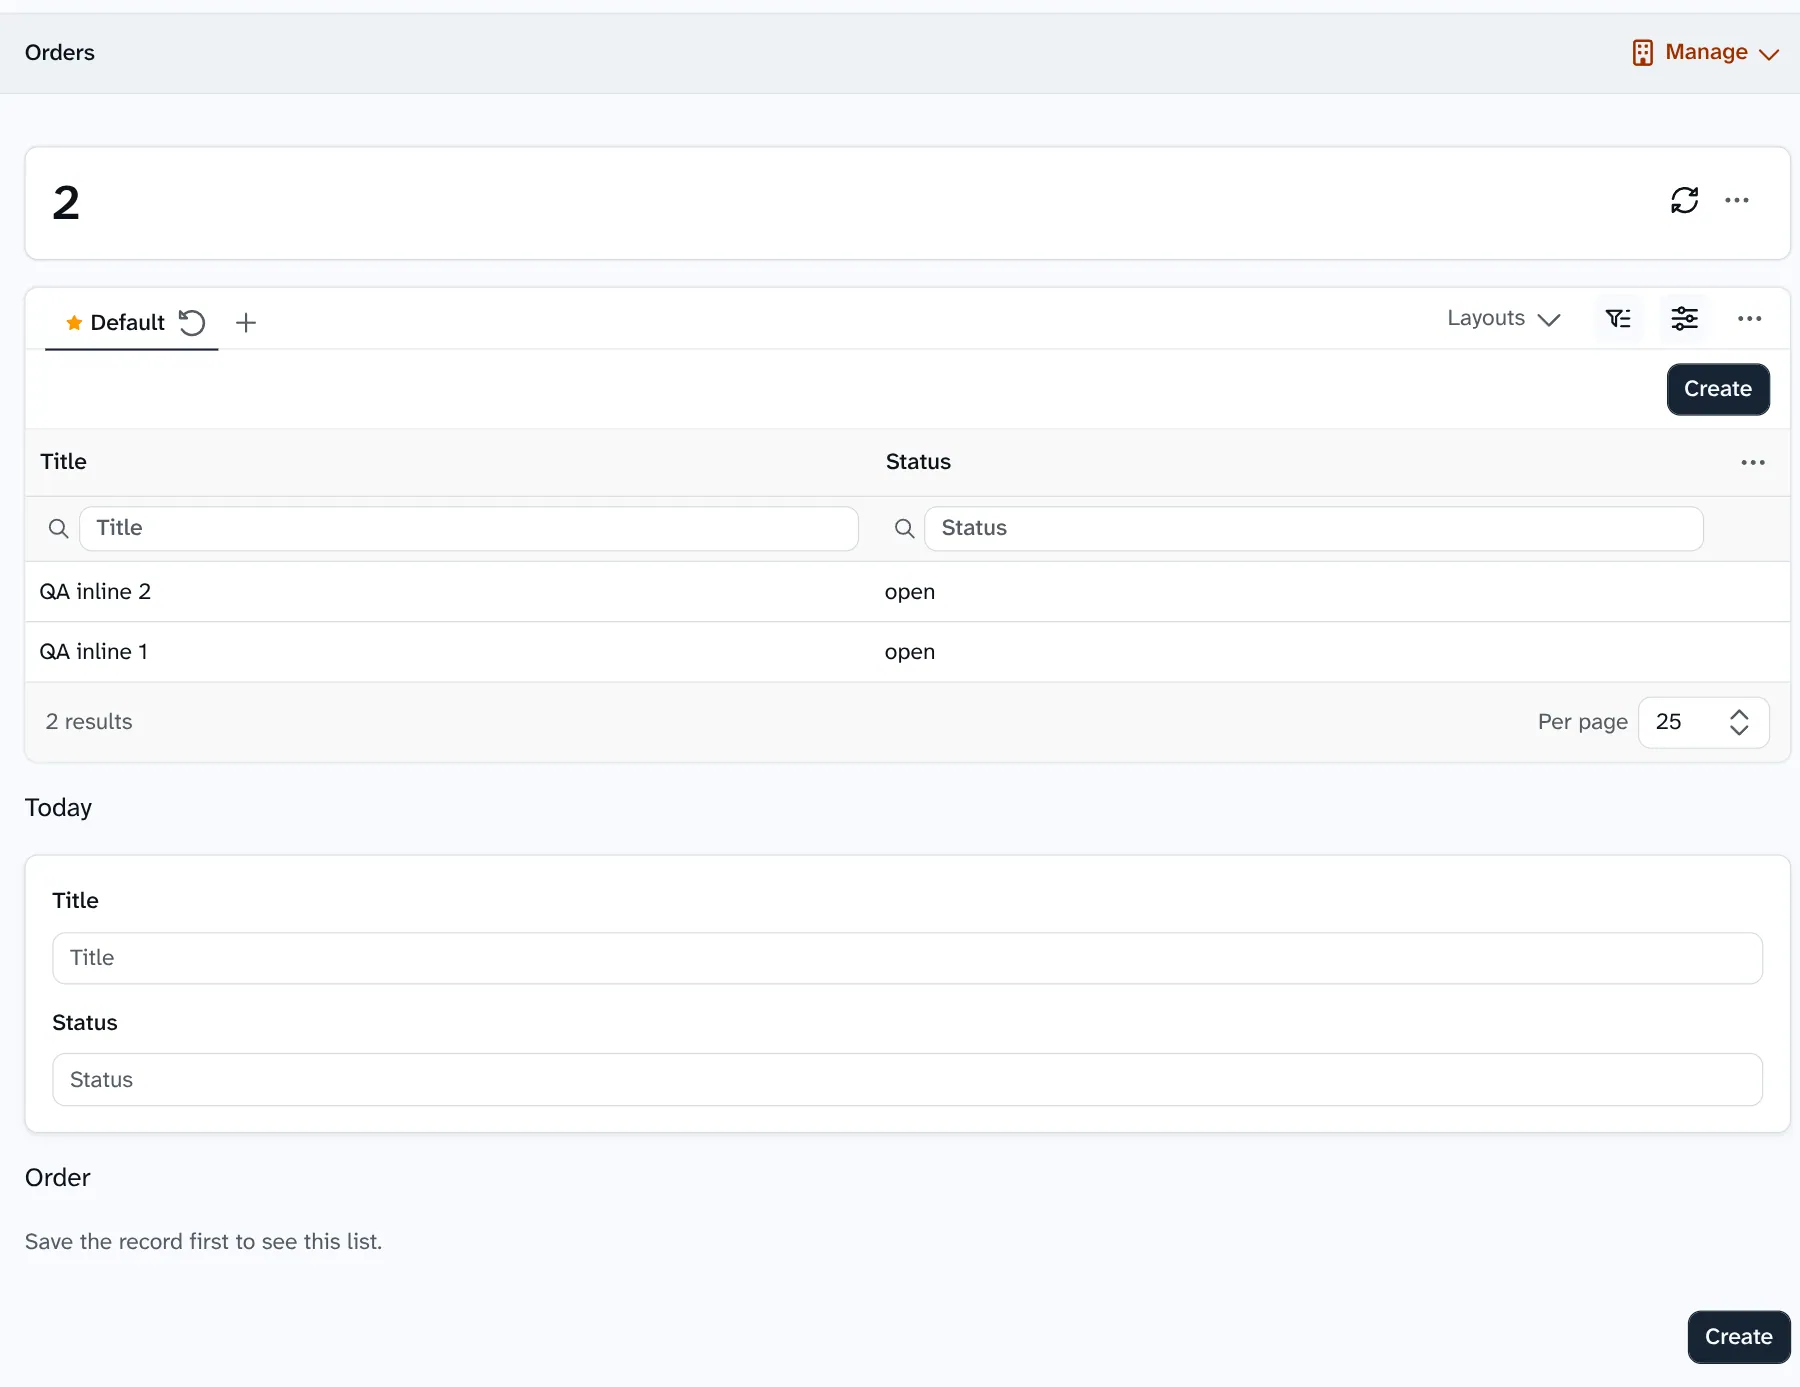 Orders
Manage
2
Default
Layouts
Create
Title Status
Title Status
QA inline 2 open
QA inline 1 open
2 results Per page 25
Today
Title
Title
Status
Status
Order
Save the record first to see this list.
Create